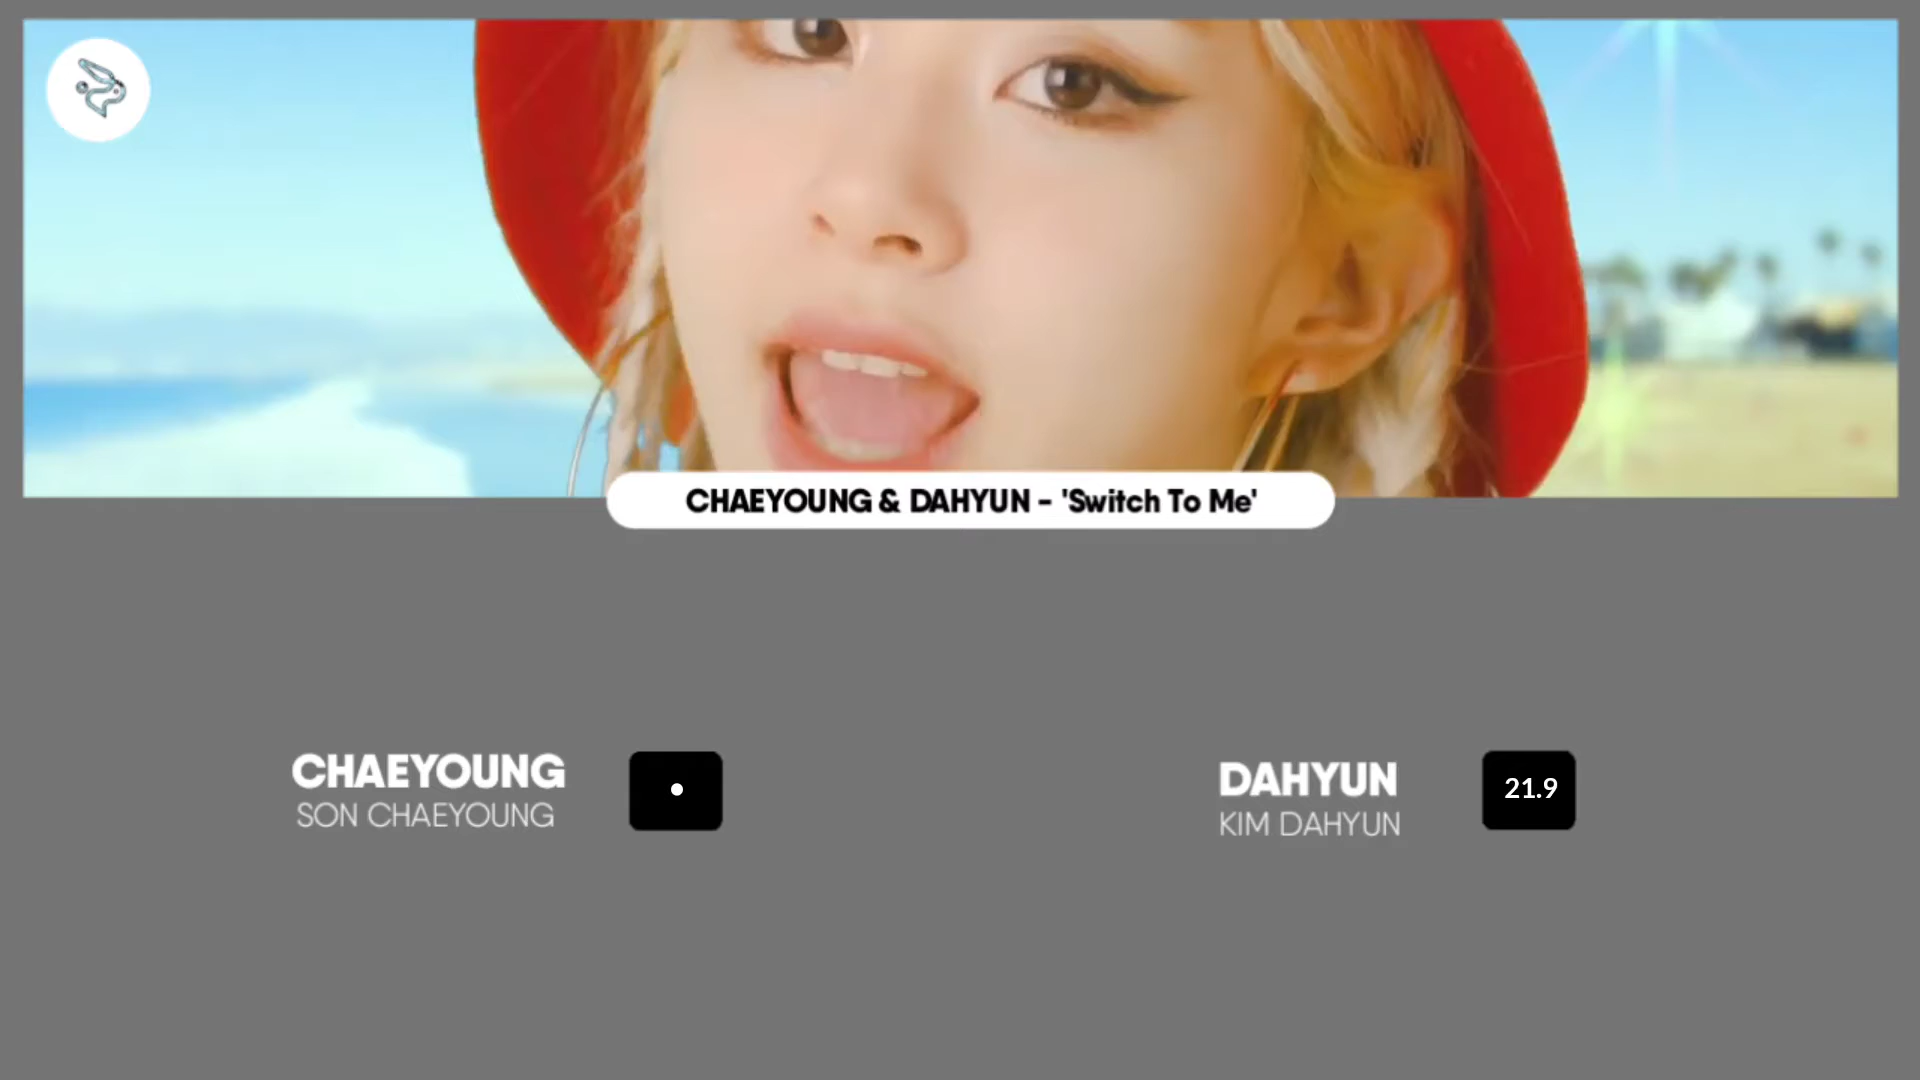 CHAEYOUNG & DAHYUN - 'Switch To Me'
CHAEYOUNG
SON CHAEYOUNG
•
DAHYUN
KIM DAHYUN
21.9